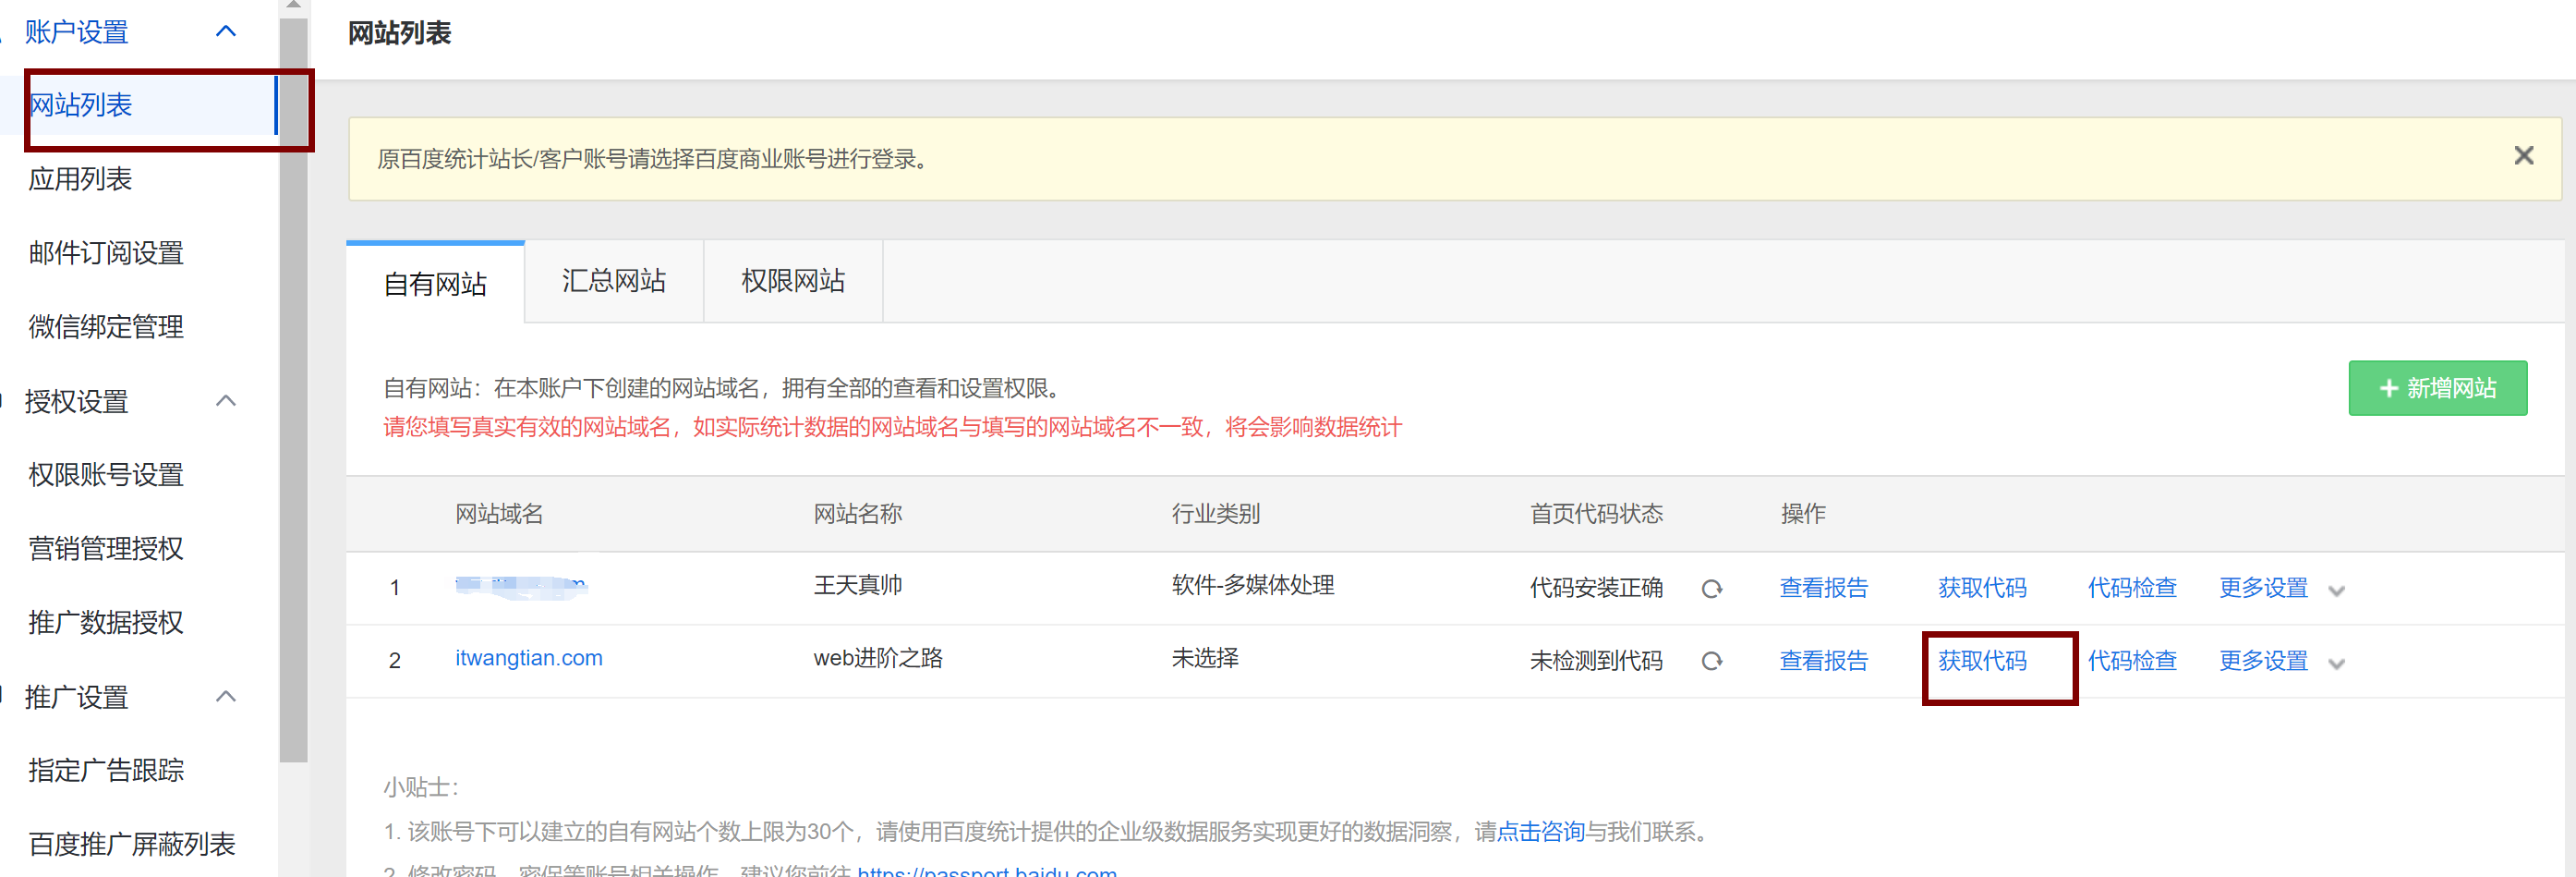 账户设置
网站列表
应用列表
邮件订阅设置
微信绑定管理
授权设置
权限账号设置
营销管理授权
推广数据授权
推广设置
指定广告跟踪
百度推广屏蔽列表
网站列表
原百度统计站长/客户账号请选择百度商业账号进行登录。
自有网站 汇总网站 权限网站
自有网站：在本账户下创建的网站域名，拥有全部的查看和设置权限。
请您填写真实有效的网站域名，如实际统计数据的网站域名与填写的网站域名不一致，将会影响数据统计
新增网站
网站域名 网站名称 行业类别 首页代码状态 操作
1 王天真帅 软件-多媒体处理 代码安装正确 查看报告 获取代码 代码检查 更多设置
2 itwangtian.com web进阶之路 未选择 未检测到代码 查看报告 获取代码 代码检查 更多设置
小贴士：
1. 该账号下可以建立的自有网站个数上限为30个，请使用百度统计提供的企业级数据服务实现更好的数据洞察，请点击咨询与我们联系。
2. 修改密码、密保等账号相关操作，建议您前往 https://passport.baidu.com